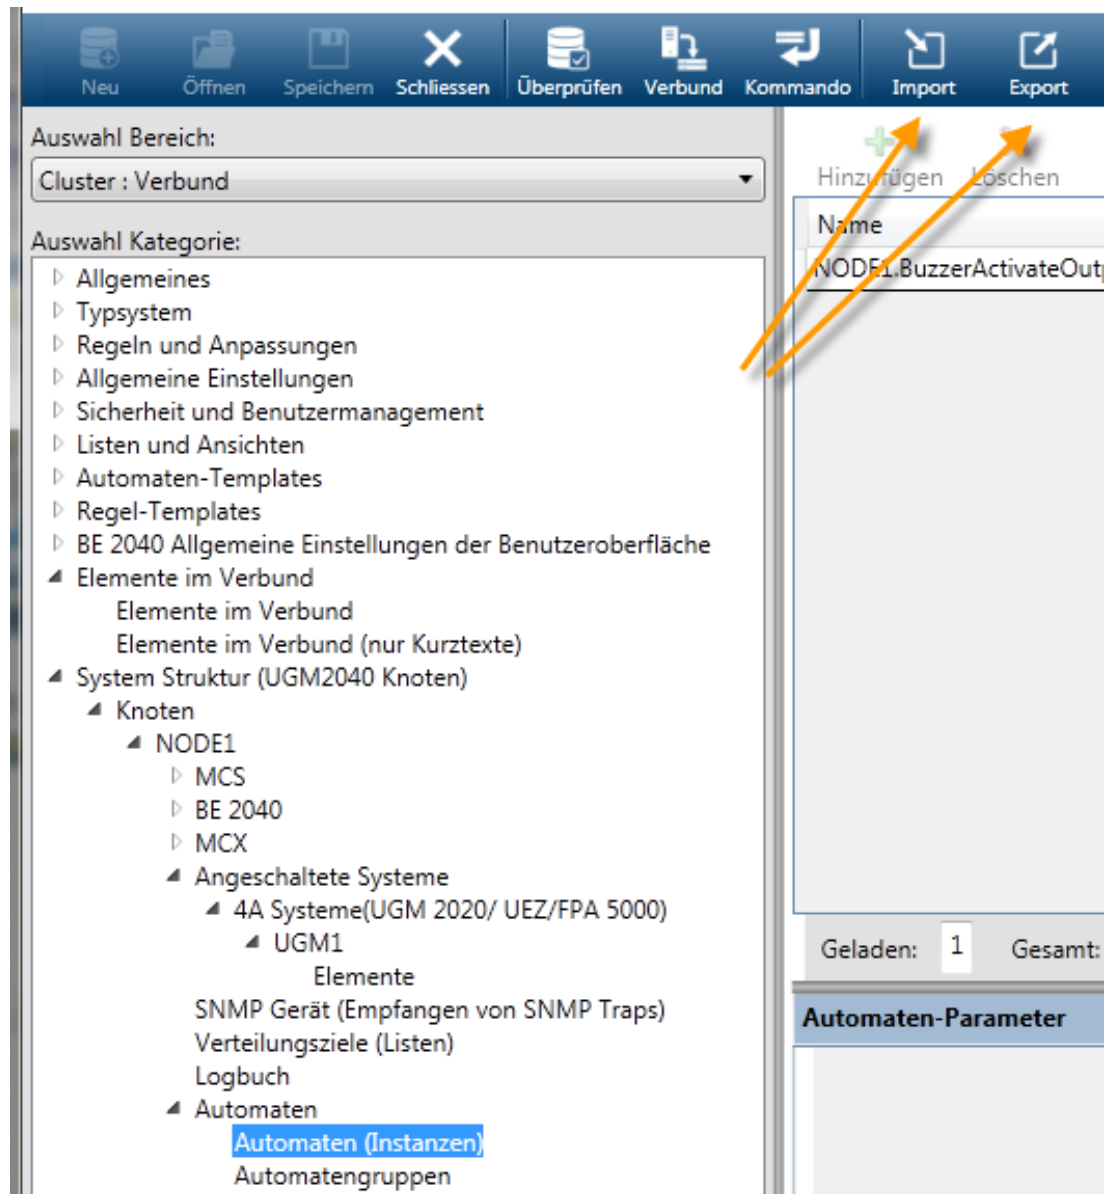 Neu Öffnen Speichern Schliessen Überprüfen Verbund Kommando Import Export
Auswahl Bereich:
Cluster : Verbund
Auswahl Kategorie:
Allgemeines
Typsystem
Regeln und Anpassungen
Allgemeine Einstellungen
Sicherheit und Benutzermanagement
Listen und Ansichten
Automaten-Templates
Regel-Templates
BE 2040 Allgemeine Einstellungen der Benutzeroberfläche
Elemente im Verbund
Elemente im Verbund
Elemente im Verbund (nur Kurztexte)
System Struktur (UGM2040 Knoten)
Knoten
NODE1
MCS
BE 2040
MCX
Angeschaltete Systeme
4A Systeme(UGM 2020/ UEZ/FPA 5000)
UGM1
Elemente
SNMP Gerät (Empfangen von SNMP Traps)
Verteilungsziele (Listen)
Logbuch
Automaten
Automaten (Instanzen)
Automatengruppen
Hinzufügen Löschen
Name
NODE1.BuzzerActivateOutp
Geladen: 1 Gesamt:
Automaten-Parameter